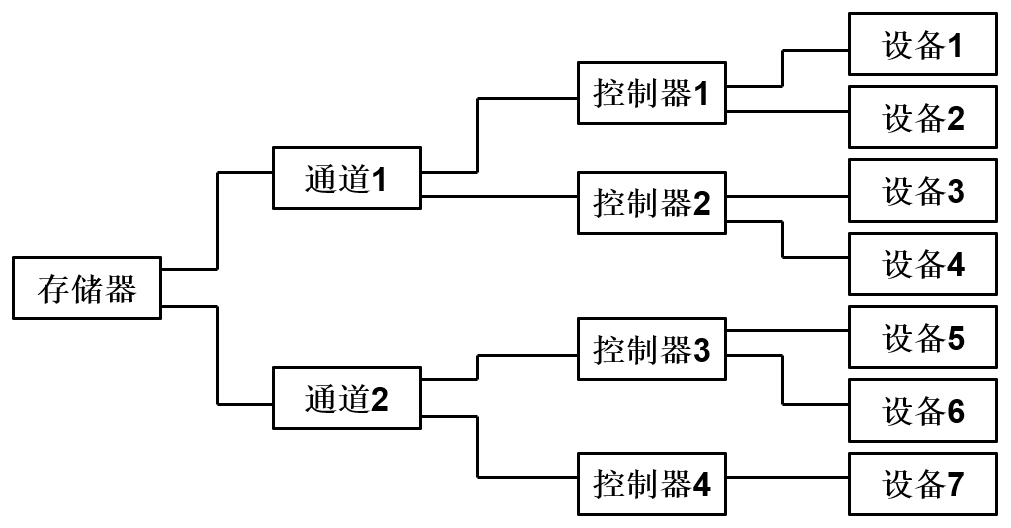 存储器
通道1
通道2
控制器1
控制器2
控制器3
控制器4
设备1
设备2
设备3
设备4
设备5
设备6
设备7